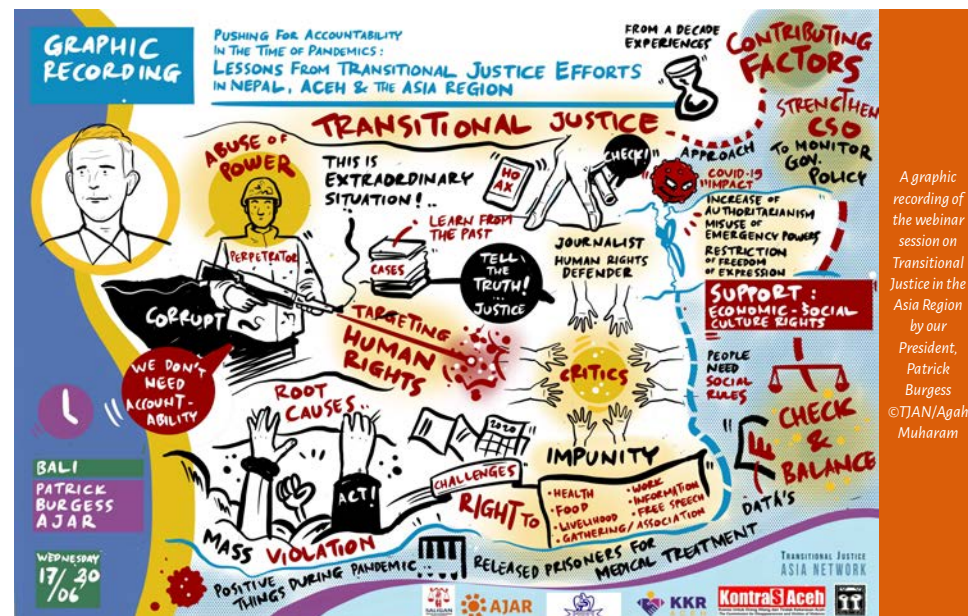 GRAPHIC
RECORDING
PUSHING FOR ACCOUNTABILITY
IN THE TIME OF PANDEMICS :
LESSONS FROM TRANSITIONAL JUSTICE EFFORTS
IN NEPAL, ACEH & THE ASIA REGION
FROM A DECADE
EXPERIENCES
CONTRIBUTING
FACTORS
STRENGTHEN
CSO
TO MONITOR
GOV.
POLICY
TRANSITIONAL JUSTICE
ABUSE OF
POWER
THIS IS
EXTRAORDINARY
SITUATION!..
HO
AX
CHECK!
APPROACH
COVID-19
IMPACT
INCREASE OF
AUTHORITARIANISM
MISUSE OF
EMERGENCY POWERS
RESTRICTION
OF FREEDOM
OF EXPRESSION
LEARN FROM
THE PAST
CASES
TELL
THE
TRUTH!
...
JUSTICE
JOURNALIST
HUMAN RIGHTS
DEFENDER
PERPETRATOR
CORRUPT
WE DON'T
NEED
ACCOUNT-
ABILITY
TARGETING
HUMAN
RIGHTS
SUPPORT :
ECONOMIC - SOCIAL
CULTURE RIGHTS
PEOPLE
NEED
SOCIAL
RULES
CRITICS
CHECK
&
BALANCE
ROOT
CAUSES..
ACT!
2020
CHALLENGES
IMPUNITY
RIGHT TO
• HEALTH
• FOOD
• LIVELIHOOD
• GATHERING/ASSOCIATION
• WORK
• INFORMATION
• FREE SPEECH
DATA'S
MASS VIOLATION
POSITIVE
THINGS DURING PANDEMIC...
RELEASED PRISONERS FOR
MEDICAL TREATMENT
BALI
PATRICK
BURGESS
AJAR
WEDNESDAY
17/20
/06
TRANSITIONAL JUSTICE
ASIA NETWORK
SALIGAN
AJAR
KKR
ACEH
KontraS Aceh
A graphic
recording of
the webinar
session on
Transitional
Justice in the
Asia Region
by our
President,
Patrick
Burgess
©TJAN/Agah
Muharam